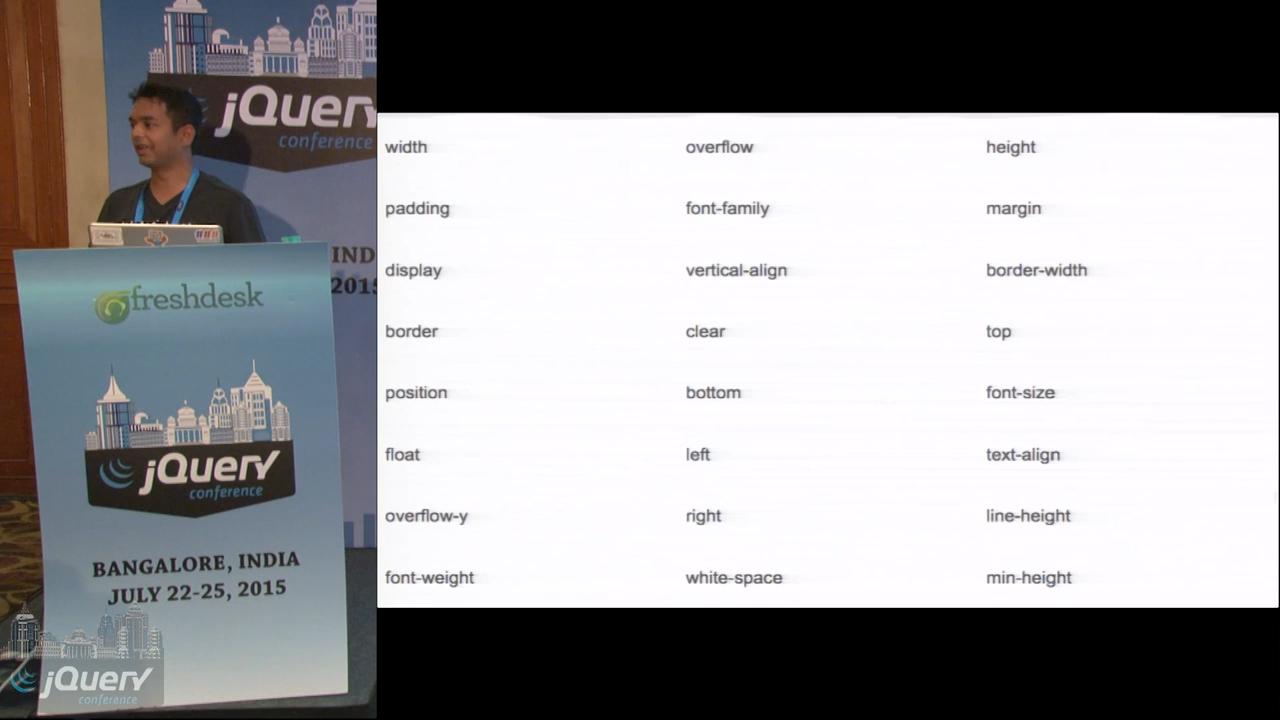 jQuery
conference
IND
2015
freshdesk
jQuery
conference
BANGALORE, INDIA
JULY 22-25, 2015
jQuery
conference
width overflow height
padding font-family margin
display vertical-align border-width
border clear top
position bottom font-size
float left text-align
overflow-y right line-height
font-weight white-space min-height